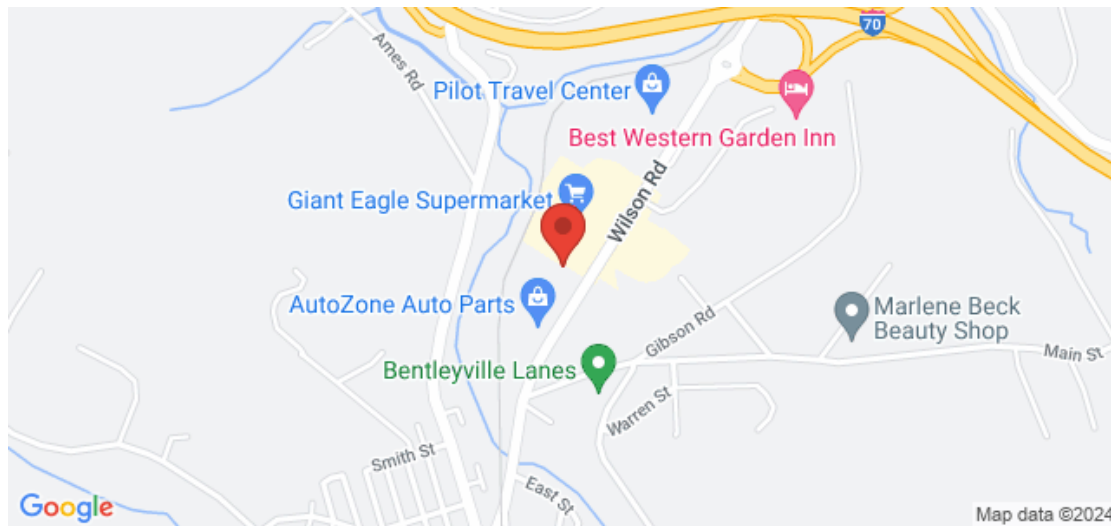 70
Ames Rd
Pilot Travel Center
Best Western Garden Inn
Giant Eagle Supermarket
Wilson Rd
AutoZone Auto Parts
Marlene Beck
Beauty Shop
Gibson Rd
Main St
Bentleyville Lanes
Warren St
Smith St
East St
Google
Map data ©2024